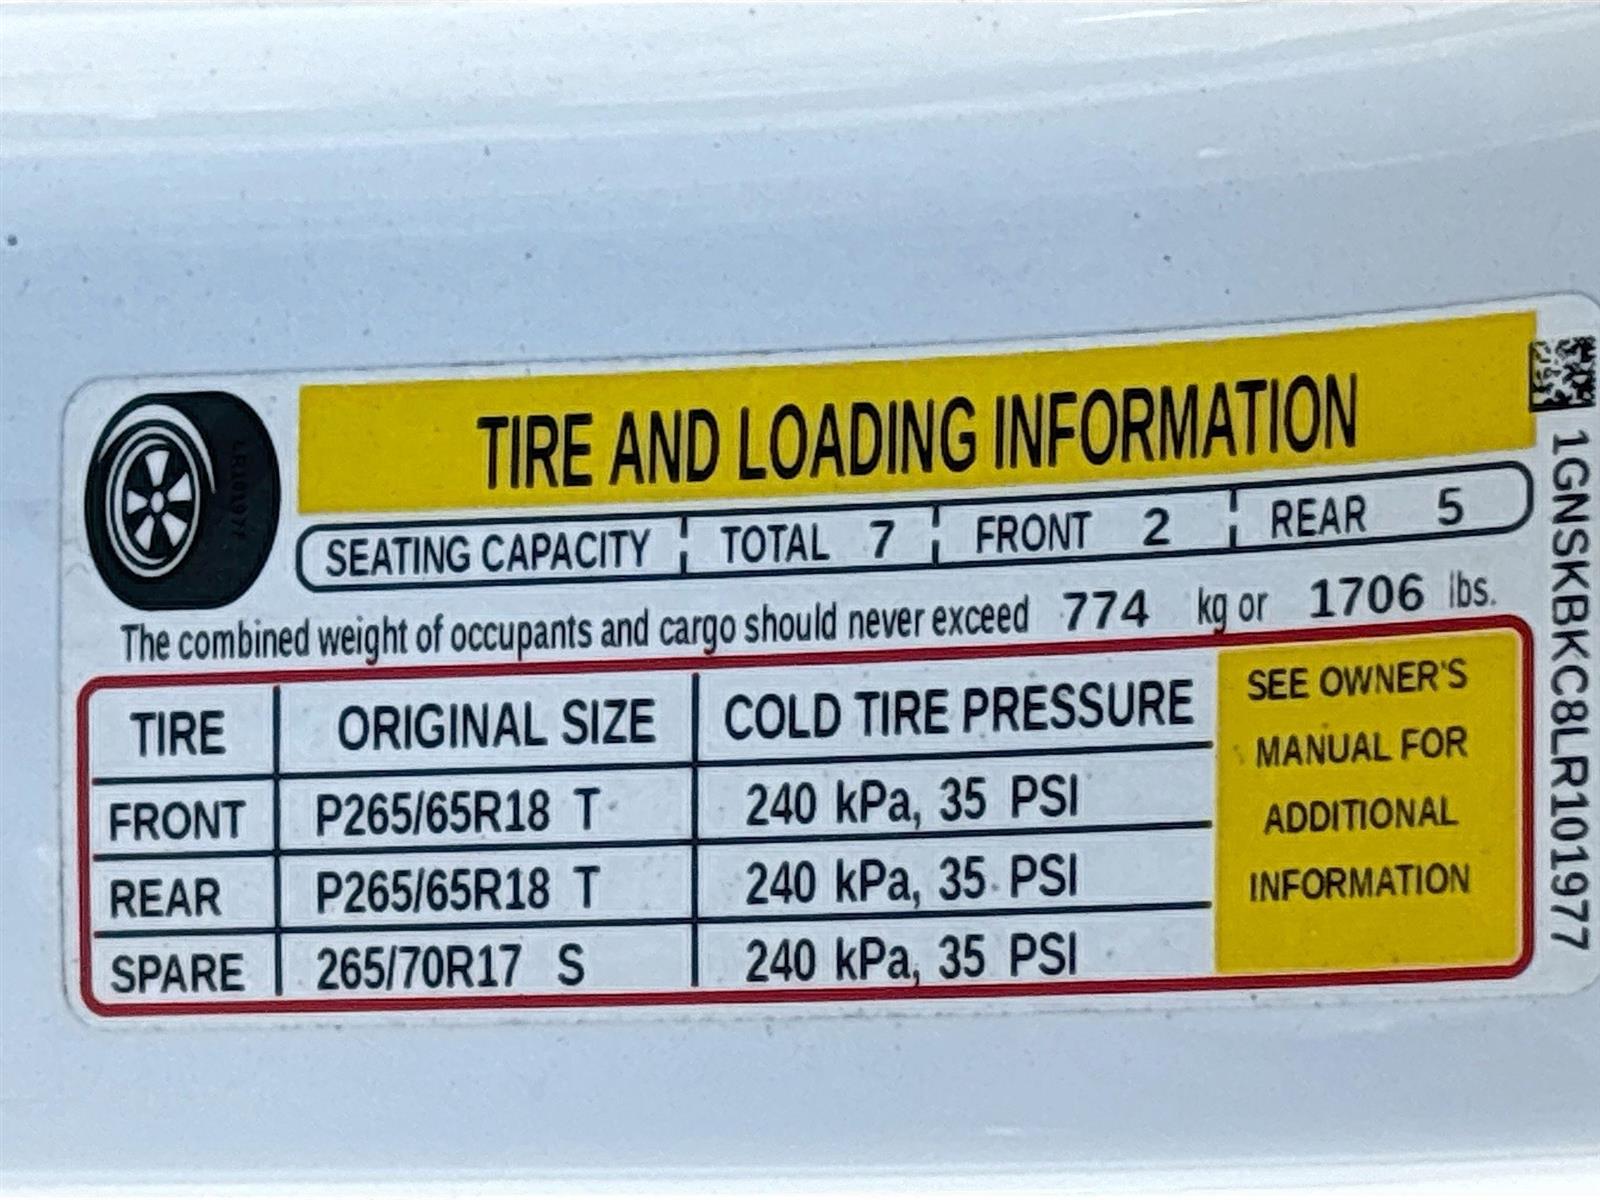 TIRE AND LOADING INFORMATION
SEATING CAPACITY TOTAL 7 FRONT 2 REAR 5
The combined weight of occupants and cargo should never exceed 774 kg or 1706 lbs.
TIRE ORIGINAL SIZE COLD TIRE PRESSURE
FRONT P265/65R18 T 240 kPa, 35 PSI
REAR P265/65R18 T 240 kPa, 35 PSI
SPARE 265/70R17 S 240 kPa, 35 PSI
SEE OWNER'S
MANUAL FOR
ADDITIONAL
INFORMATION
1GNSKBKC8LR101977
LR101977